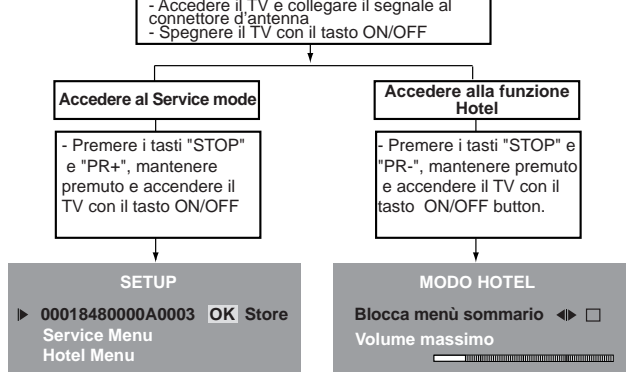 - Accedere il TV e collegare il segnale al
connettore d'antenna
- Spegnere il TV con il tasto ON/OFF
Accedere al Service mode
- Premere i tasti "STOP"
e "PR+", mantenere
premuto e accendere il
TV con il tasto ON/OFF
SETUP
00018480000A0003 OK Store
Service Menu
Hotel Menu
Accedere alla funzione
Hotel
- Premere i tasti "STOP" e
"PR-", mantenere premuto
e accendere il TV con il
tasto ON/OFF button.
MODO HOTEL
Blocca menù sommario
Volume massimo